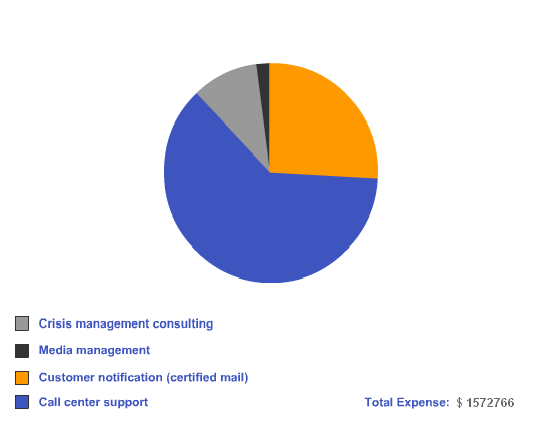 Crisis management consulting
Media management
Customer notification (certified mail)
Call center support
Total Expense: $ 1572766